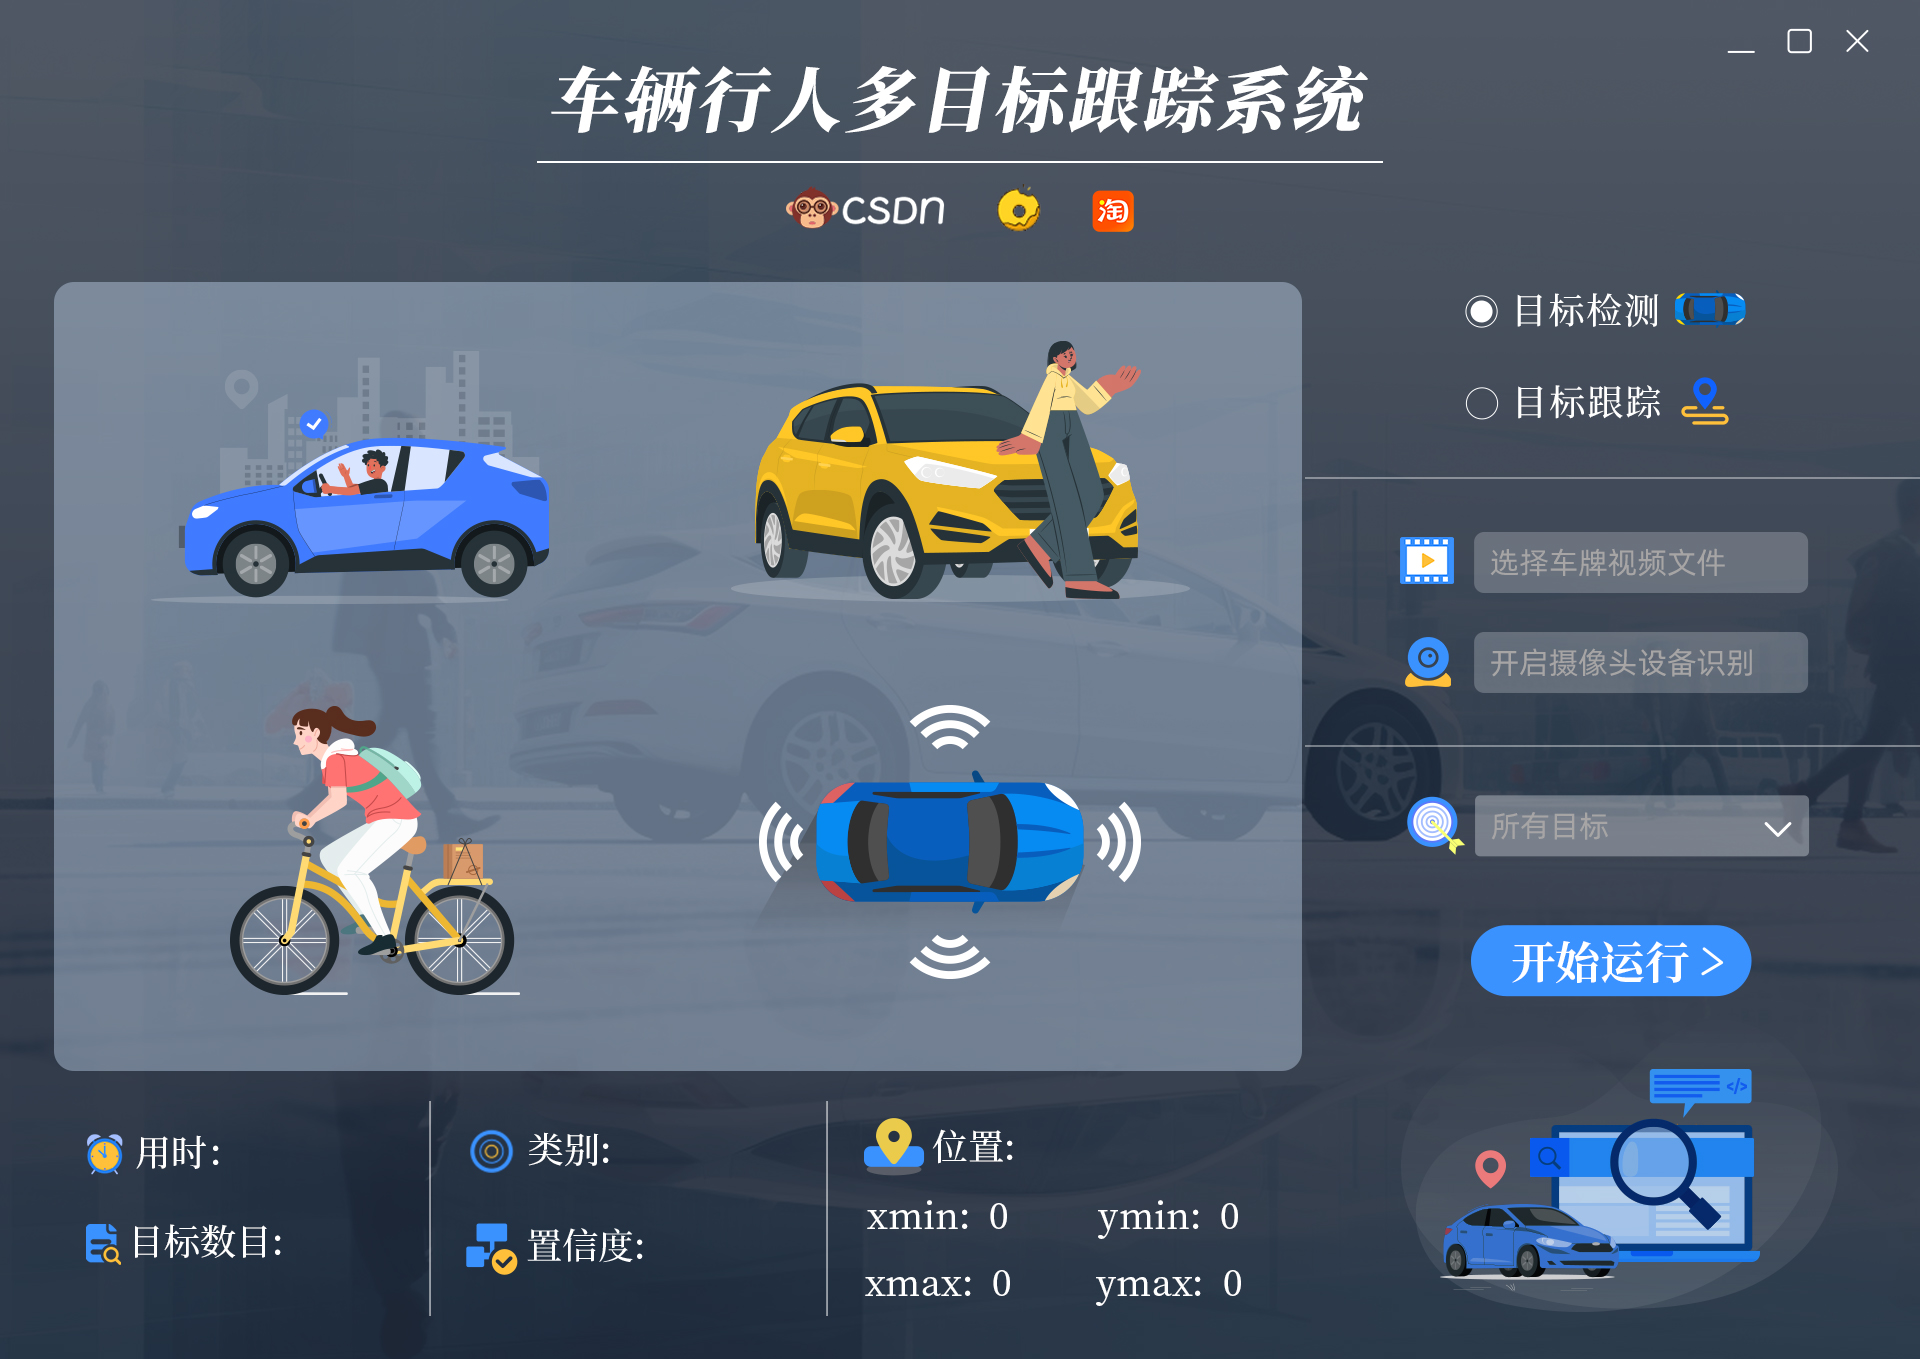 车辆行人多目标跟踪系统
CSDN
淘
目标检测
目标跟踪
选择车牌视频文件
开启摄像头设备识别
所有目标
开始运行 >
</>
用时:
类别:
位置:
目标数目:
置信度:
xmin: 0 ymin: 0
xmax: 0 ymax: 0